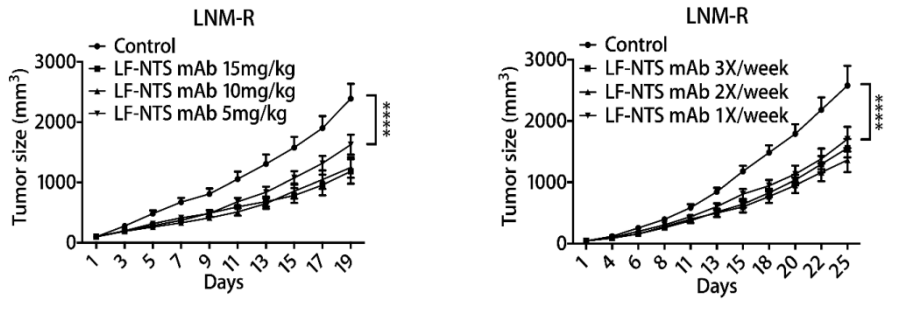 LNM-R
Control
LF-NTS mAb 15mg/kg
LF-NTS mAb 10mg/kg
LF-NTS mAb 5mg/kg
Tumor size (mm³)
3000
2000
1000
0
****
1 3 5 7 9 11 13 15 17 19
Days
LNM-R
Control
LF-NTS mAb 3X/week
LF-NTS mAb 2X/week
LF-NTS mAb 1X/week
Tumor size (mm³)
3000
2000
1000
0
****
1 4 6 8 11 13 15 18 20 22 25
Days